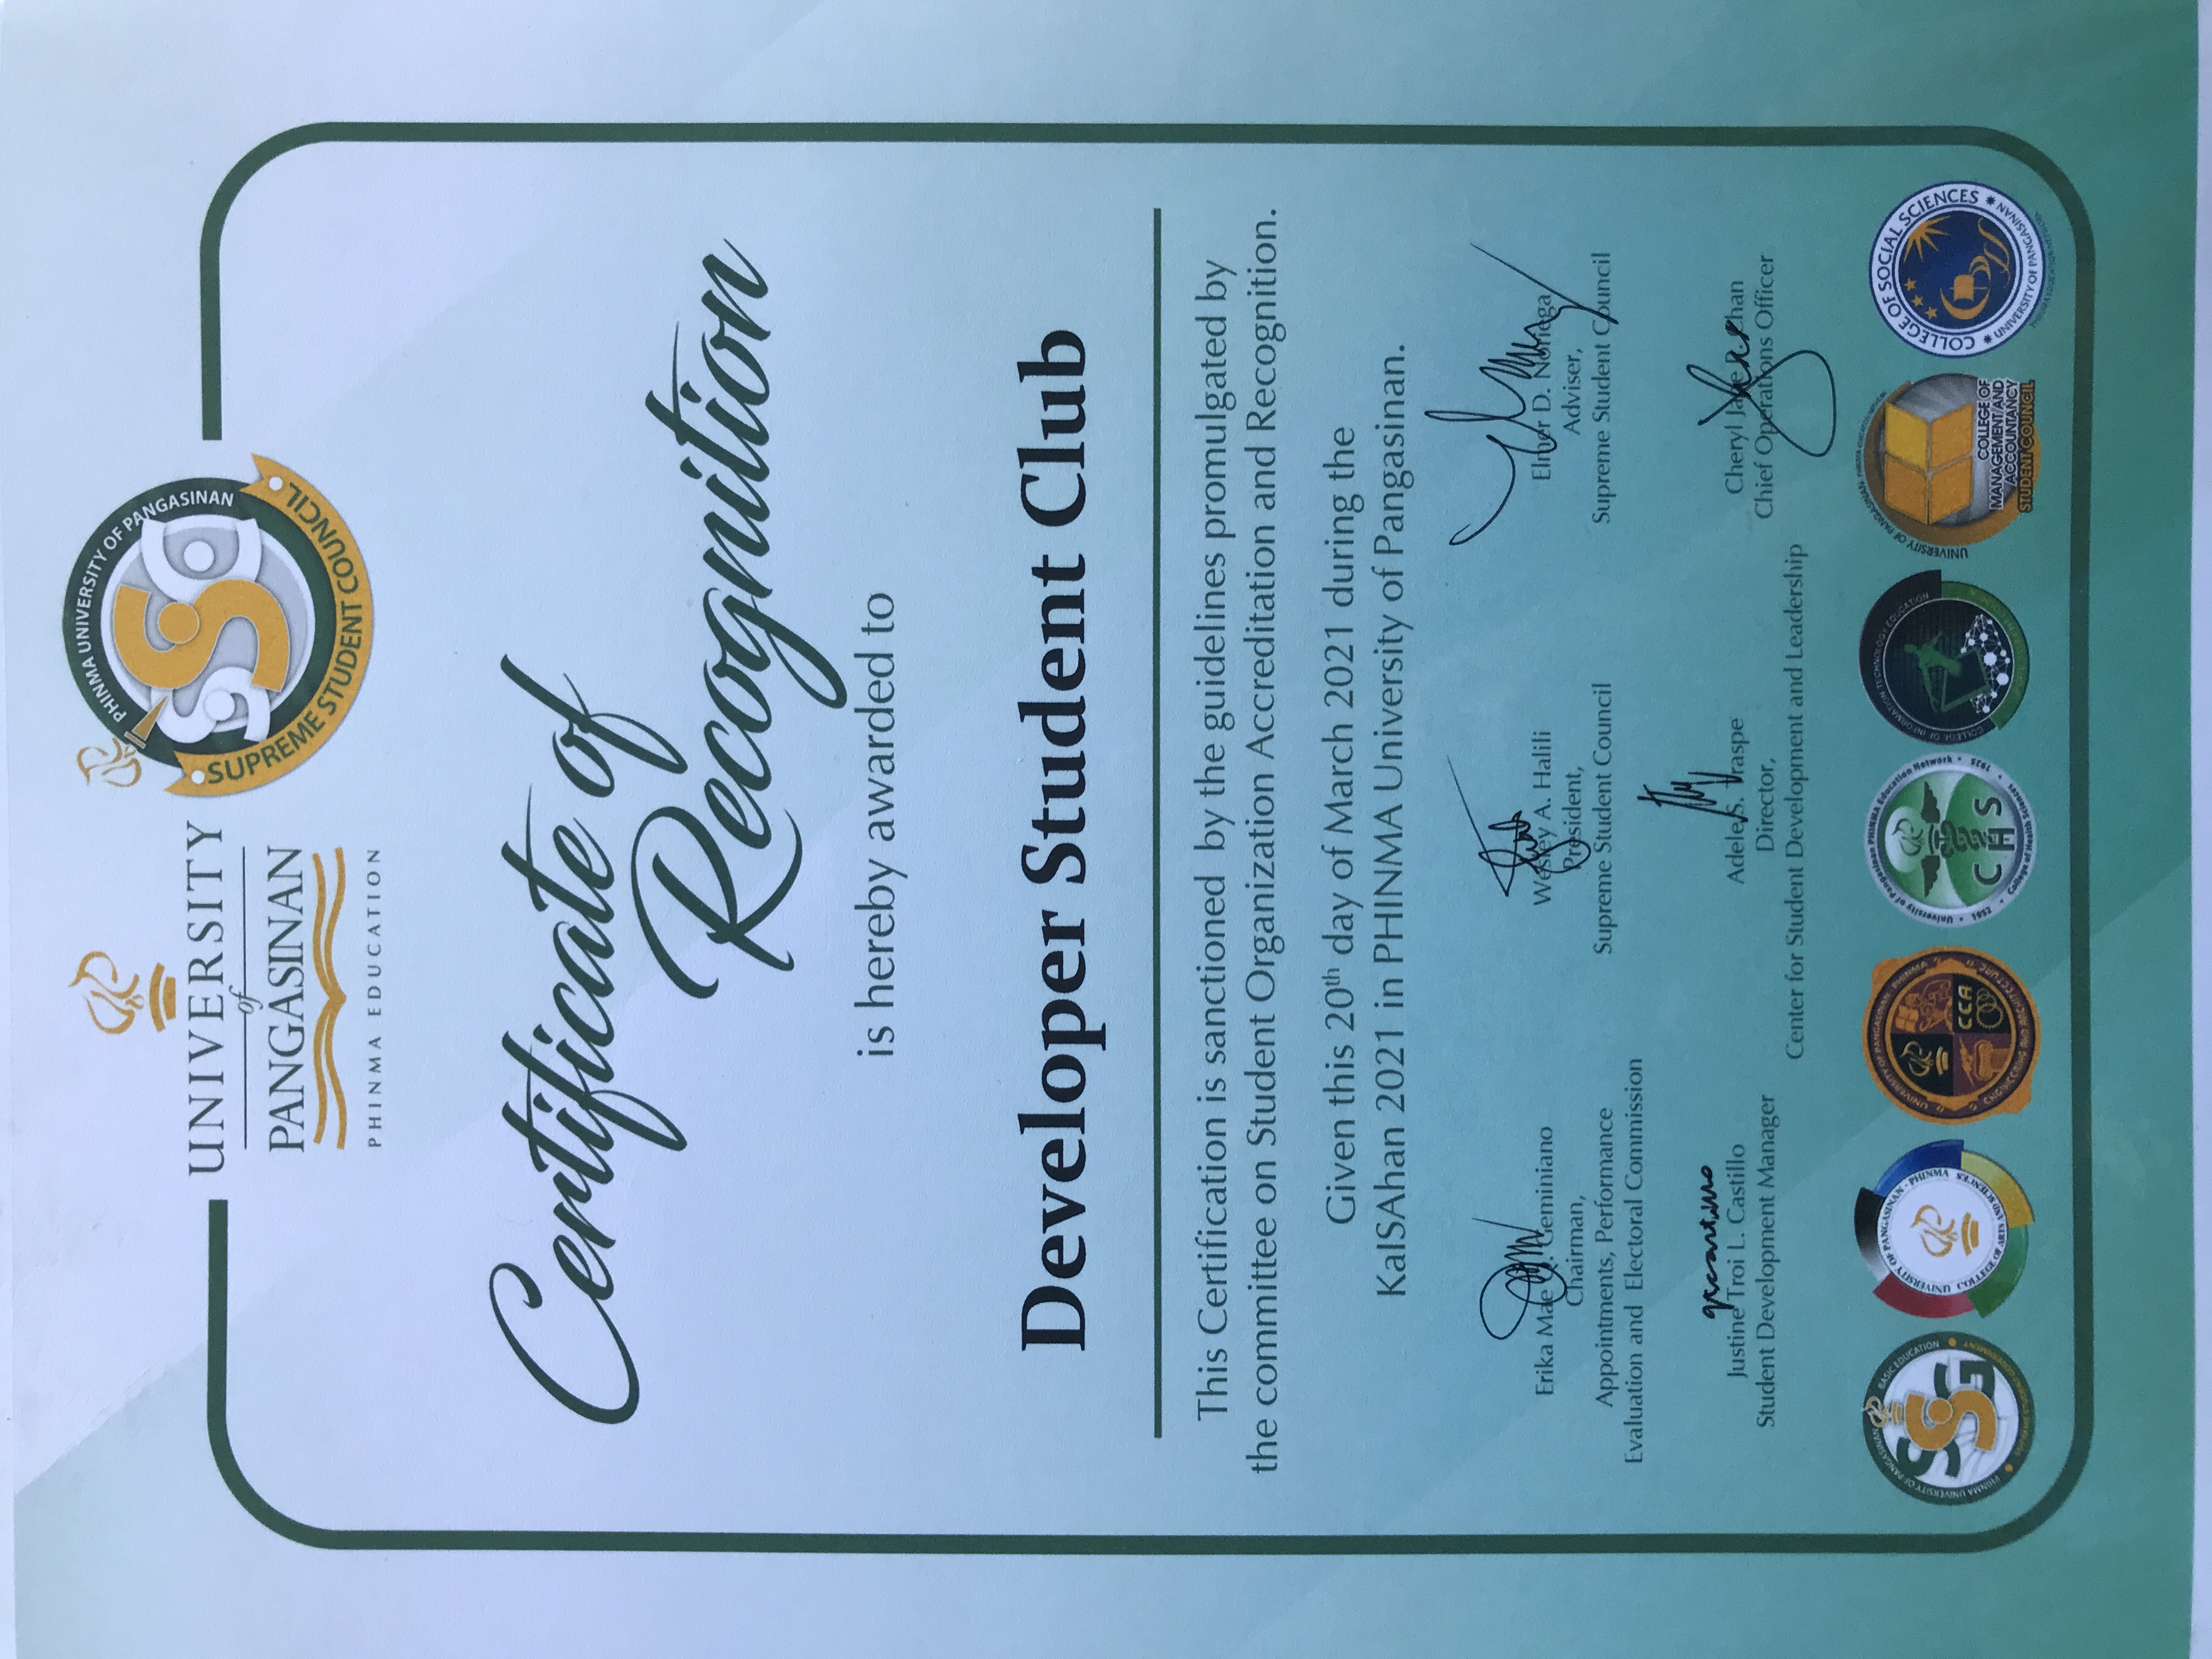 UNIVERSITY
of
PANGASINAN
PHINMA EDUCATION
PHINMA UNIVERSITY OF PANGASINAN
SSC
SUPREME STUDENT COUNCIL
Certificate of
Recognition
is hereby awarded to
Developer Student Club
This Certification is sanctioned by the guidelines promulgated by
the committee on Student Organization Accreditation and Recognition.
Given this 20th day of March 2021 during the
KaISAhan 2021 in PHINMA University of Pangasinan.
Erika Mae Q. Geminiano
Chairman,
Appointments, Performance
Evaluation and Electoral Commission
Wesley A. Halili
President,
Supreme Student Council
Elmer D. Noriega
Adviser,
Supreme Student Council
Justine Troi L. Castillo
Student Development Manager
Adele S. Traspe
Director,
Center for Student Development and Leadership
Cheryl Jane Chan
Chief Operations Officer
PHINMA UNIVERSITY OF PANGASINAN BASIC EDUCATION
SSG
SUPREME STUDENT GOVERNMENT
UNIVERSITY OF PANGASINAN - PHINMA
COLLEGE OF ARTS AND SCIENCES
UNIVERSITY OF PANGASINAN - PHINMA
CCA
ENGINEERING AND ARCHITECTURE
University of Pangasinan PHINMA Education Network
CHS
College of Health Sciences
COLLEGE OF INFORMATION TECHNOLOGY EDUCATION
UNIVERSITY OF PANGASINAN
COLLEGE OF
MANAGEMENT AND
ACCOUNTANCY
STUDENT COUNCIL
COLLEGE OF SOCIAL SCIENCES
UNIVERSITY OF PANGASINAN
PHINMA EDUCATION NETWORK